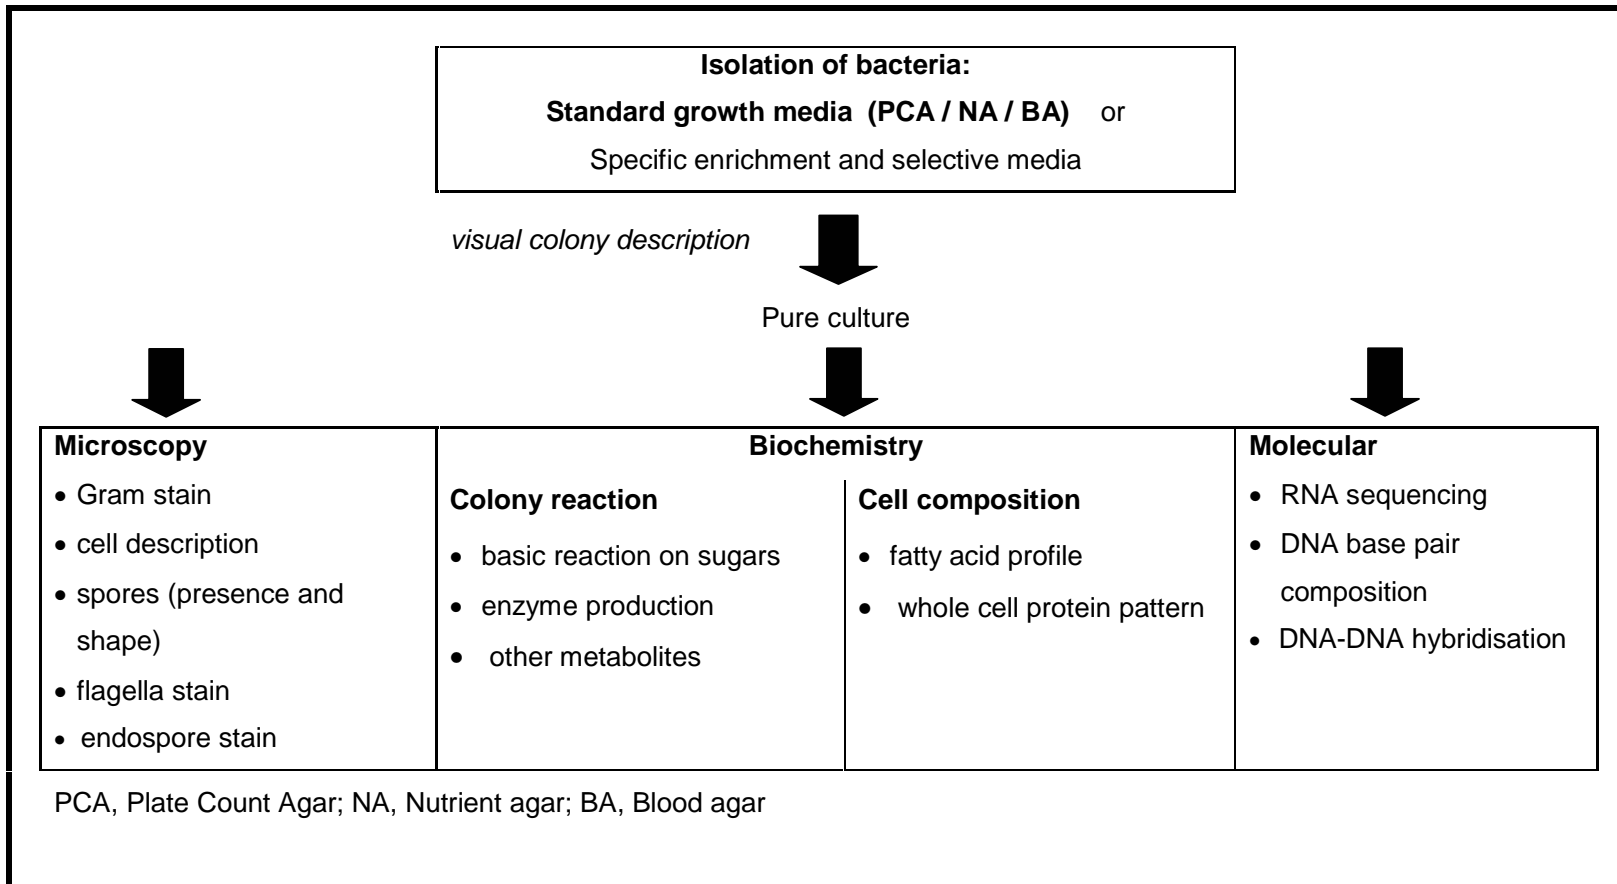 Isolation of bacteria:
Standard growth media (PCA / NA / BA) or
Specific enrichment and selective media
visual colony description
Pure culture
Microscopy
• Gram stain
• cell description
• spores (presence and
shape)
• flagella stain
• endospore stain
Biochemistry
Colony reaction
• basic reaction on sugars
• enzyme production
• other metabolites
Cell composition
• fatty acid profile
• whole cell protein pattern
Molecular
• RNA sequencing
• DNA base pair
composition
• DNA-DNA hybridisation
PCA, Plate Count Agar; NA, Nutrient agar; BA, Blood agar